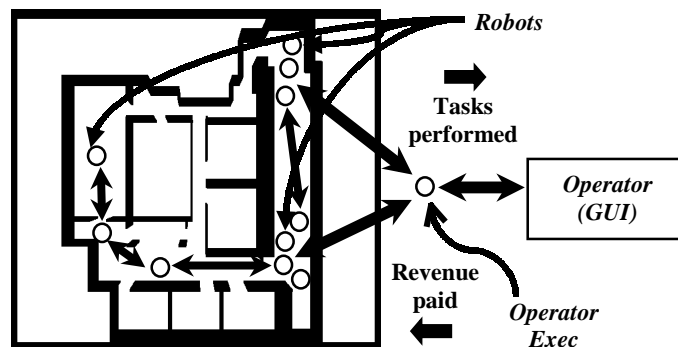 Robots
Tasks
performed
Operator
(GUI)
Revenue
paid
Operator
Exec